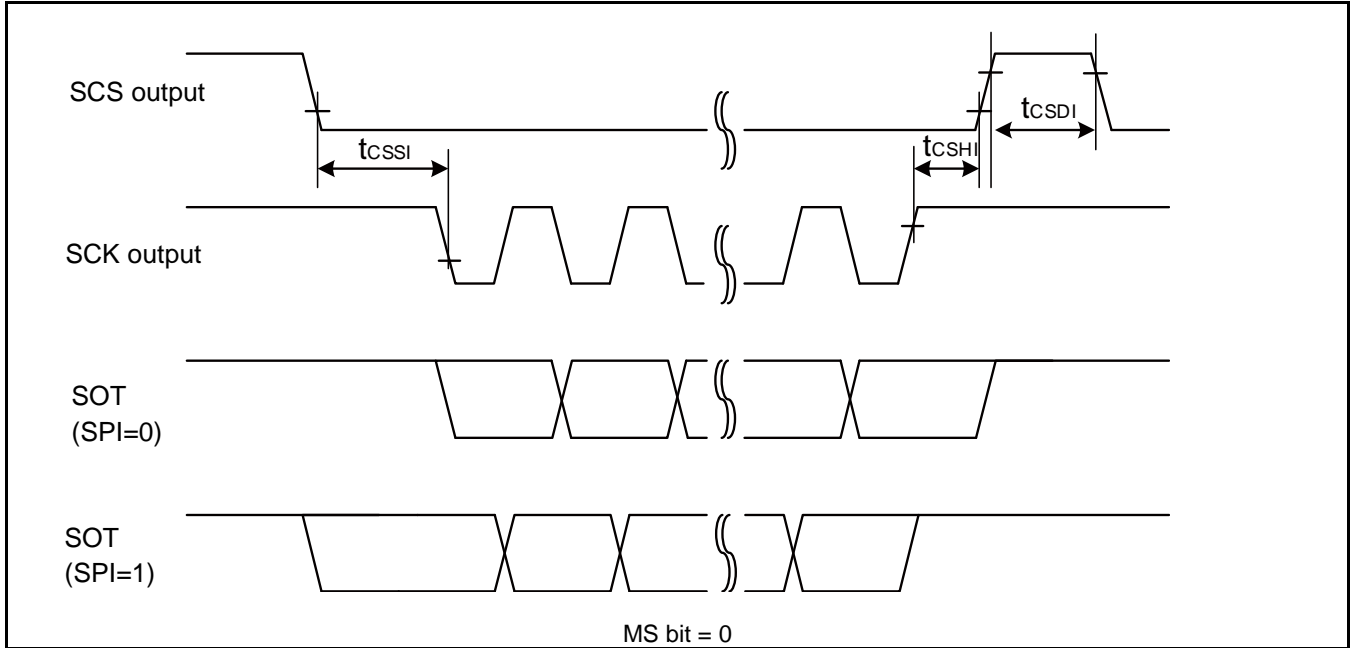 SCS output
tCSDI
tCSSI
tCSHI
SCK output
SOT
(SPI=0)
SOT
(SPI=1)
MS bit = 0